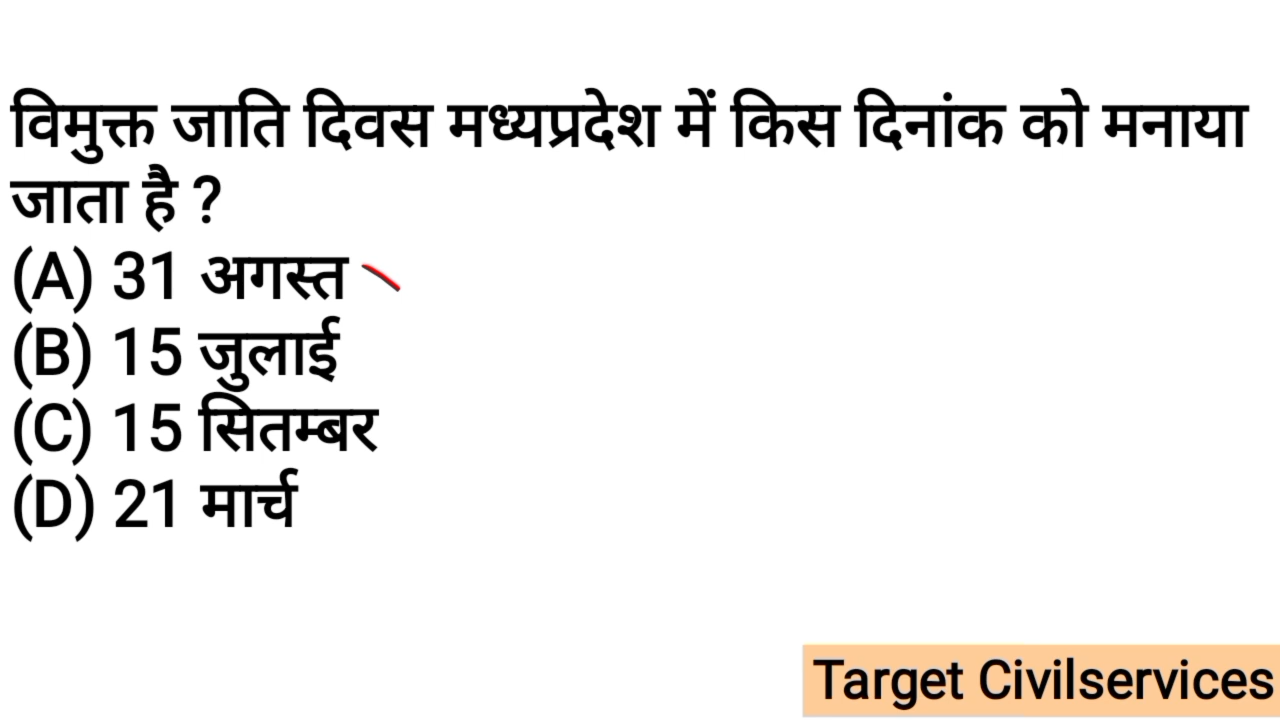 विमुक्त जाति दिवस मध्यप्रदेश में किस दिनांक को मनाया
जाता है ?
(A) 31 अगस्त
(B) 15 जुलाई
(C) 15 सितम्बर
(D) 21 मार्च
Target Civilservices